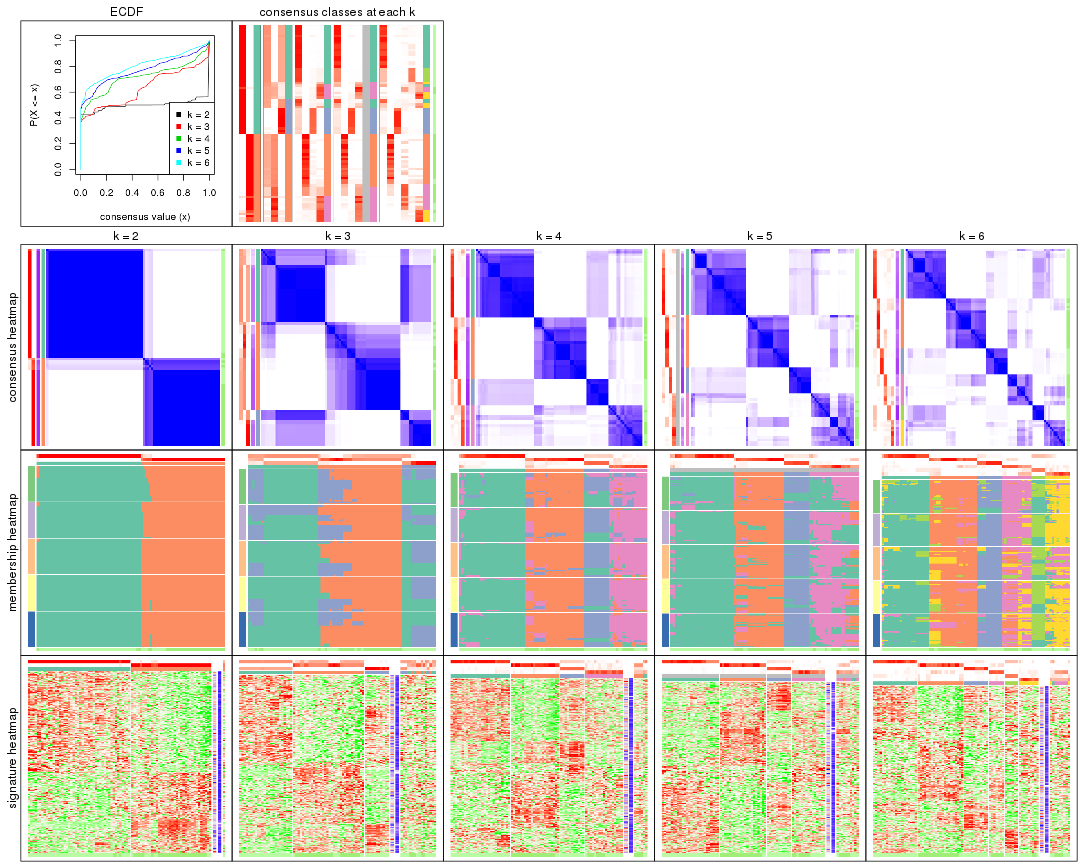 ECDF
consensus classes at each k
P(X <= x)
1.0
0.8
0.6
0.4
0.2
0.0
k = 2
k = 3
k = 4
k = 5
k = 6
0.0 0.2 0.4 0.6 0.8 1.0
consensus value (x)
k = 2
k = 3
k = 4
k = 5
k = 6
consensus heatmap
membership heatmap
signature heatmap